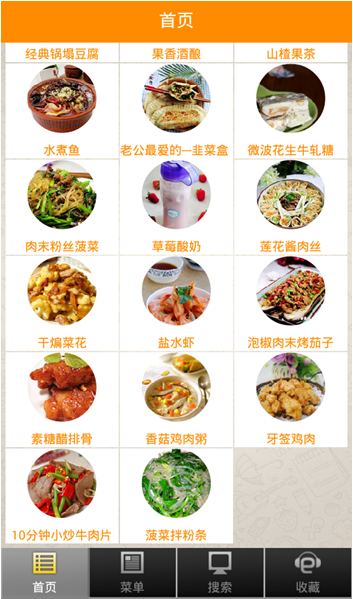 首页
经典锅塌豆腐 果香酒酿 山楂果茶
水煮鱼 老公最爱的—韭菜盒 微波花生牛轧糖
肉末粉丝菠菜 草莓酸奶 莲花酱肉丝
干煸菜花 盐水虾 泡椒肉末烤茄子
素糖醋排骨 香菇鸡肉粥 牙签鸡肉
10分钟小炒牛肉片 菠菜拌粉条
首页 菜单 搜索 收藏